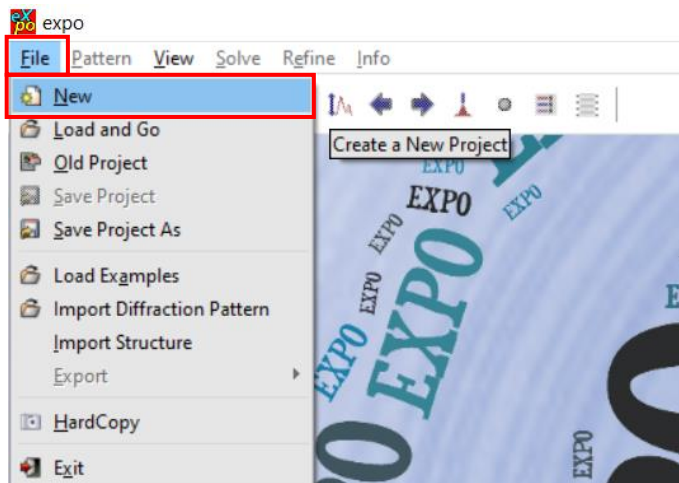 eXpo expo
File Pattern View Solve Refine Info
New
Load and Go
Old Project
Save Project
Save Project As
Load Examples
Import Diffraction Pattern
Import Structure
Export
HardCopy
Exit
Create a New Project
EXPO
EXPO
EXPO
EXPO
EXPO
EXPO
EXPO
EXPO